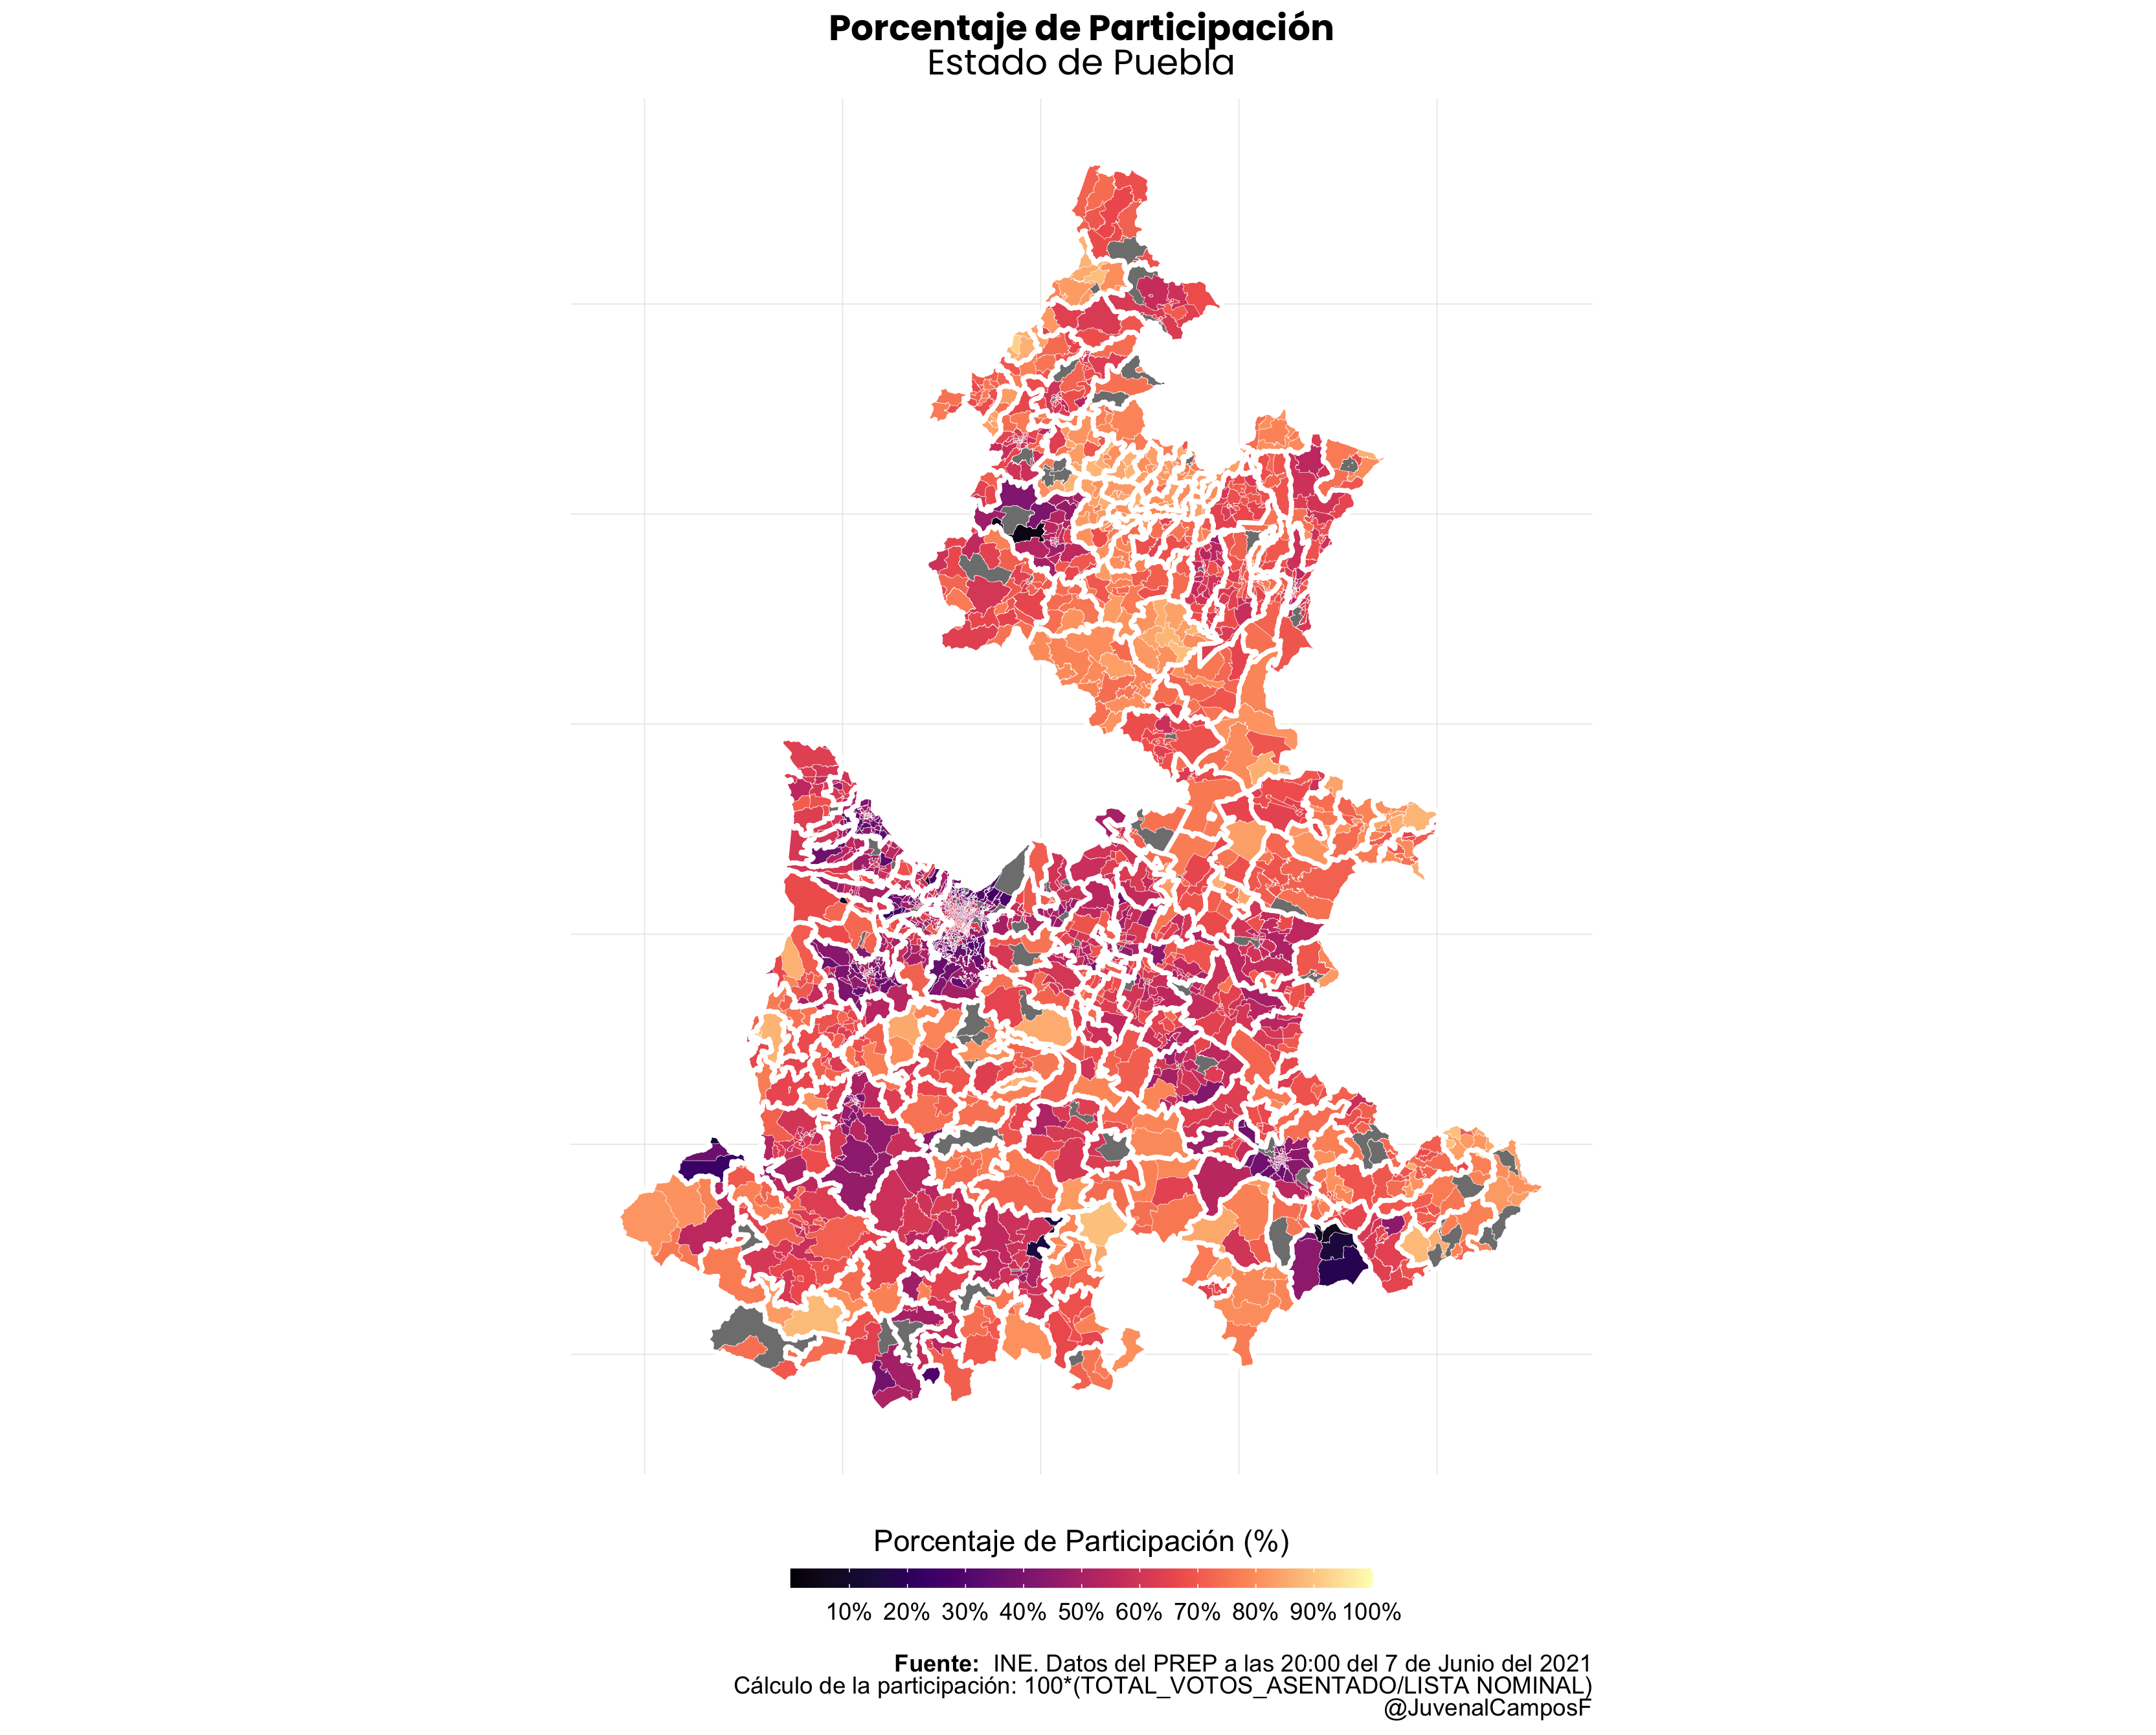 Porcentaje de Participación
Estado de Puebla
Porcentaje de Participación (%)
10% 20% 30% 40% 50% 60% 70% 80% 90% 100%
Fuente: INE. Datos del PREP a las 20:00 del 7 de Junio del 2021
Cálculo de la participación: 100*(TOTAL_VOTOS_ASENTADO/LISTA NOMINAL)
@JuvenalCamposF